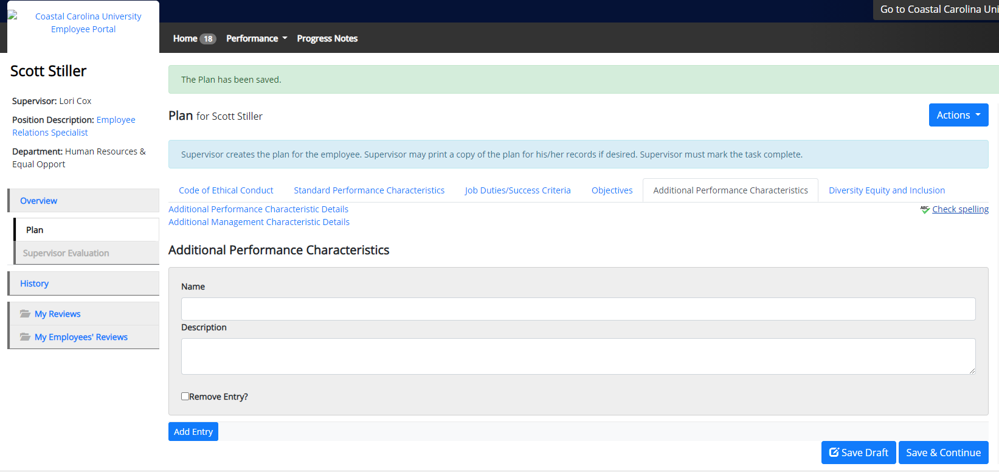 Coastal Carolina University
Employee Portal
Go to Coastal Carolina Uni
Home 18 Performance Progress Notes
Scott Stiller
Supervisor: Lori Cox
Position Description: Employee
Relations Specialist
Department: Human Resources &
Equal Opport
Overview
Plan
Supervisor Evaluation
History
My Reviews
My Employees' Reviews
The Plan has been saved.
Plan for Scott Stiller
Actions
Supervisor creates the plan for the employee. Supervisor may print a copy of the plan for his/her records if desired. Supervisor must mark the task complete.
Code of Ethical Conduct Standard Performance Characteristics Job Duties/Success Criteria Objectives Additional Performance Characteristics Diversity Equity and Inclusion
Additional Performance Characteristic Details
ABC Check spelling
Additional Management Characteristic Details
Additional Performance Characteristics
Name
Description
Remove Entry?
Add Entry
Save Draft Save & Continue